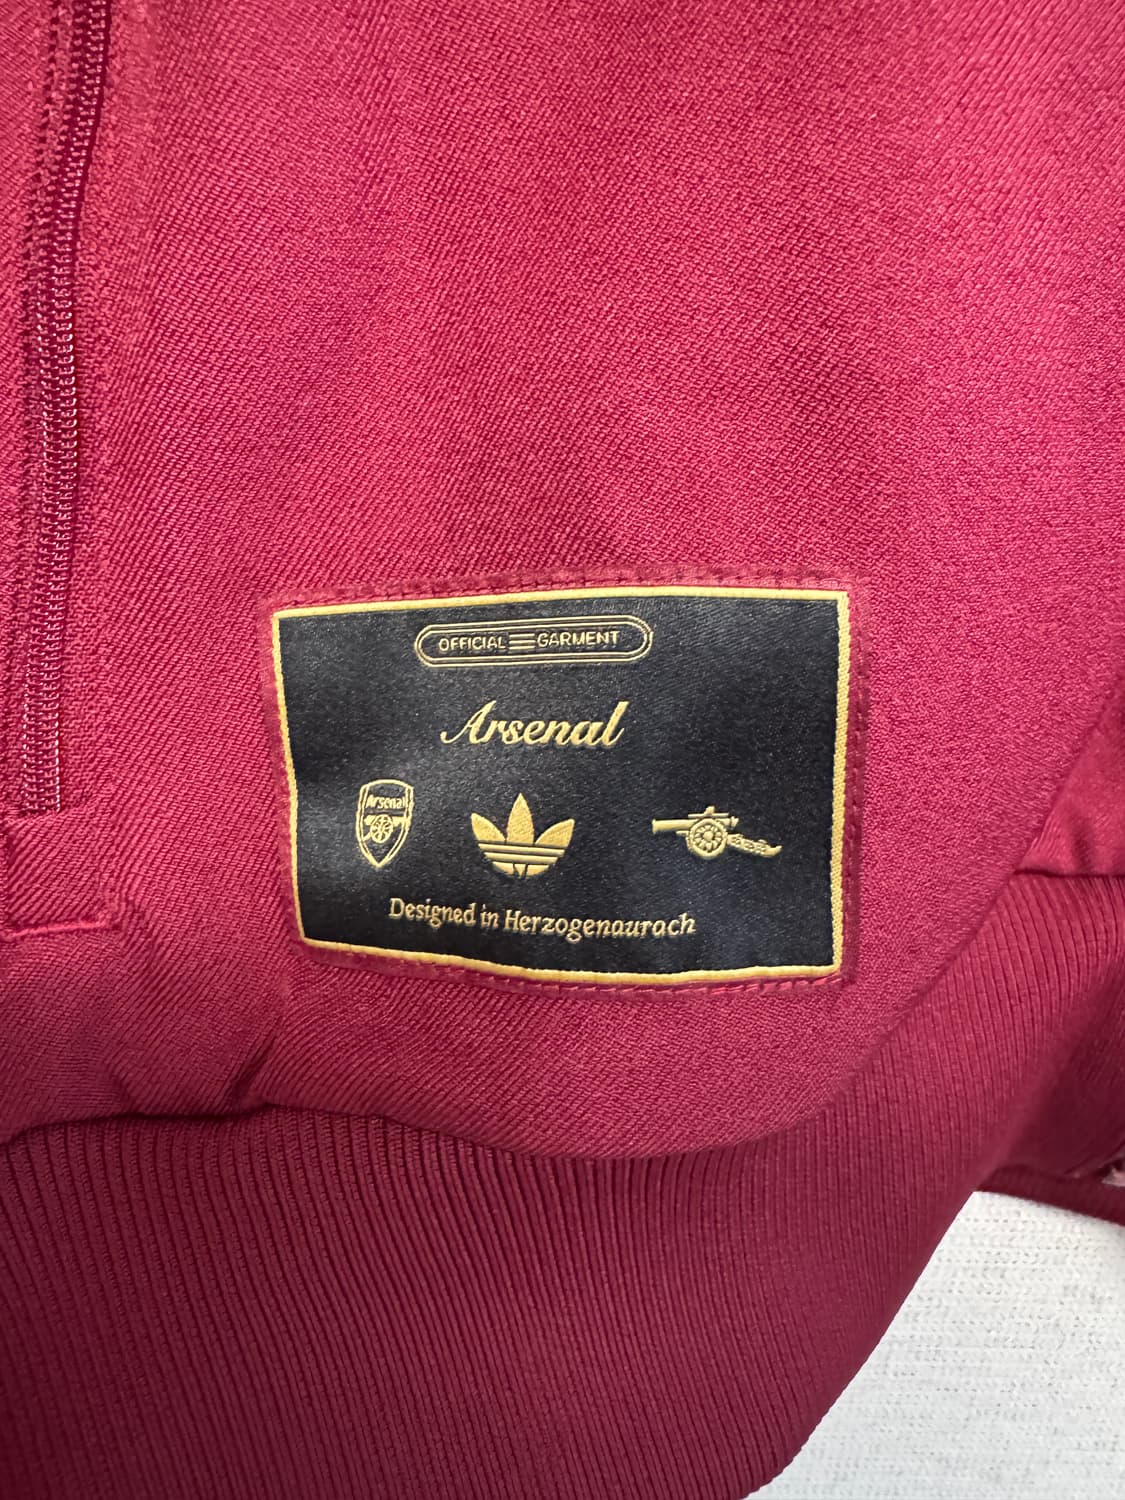 OFFICIAL GARMENT
Arsenal
Arsenal
Designed in Herzogenaurach